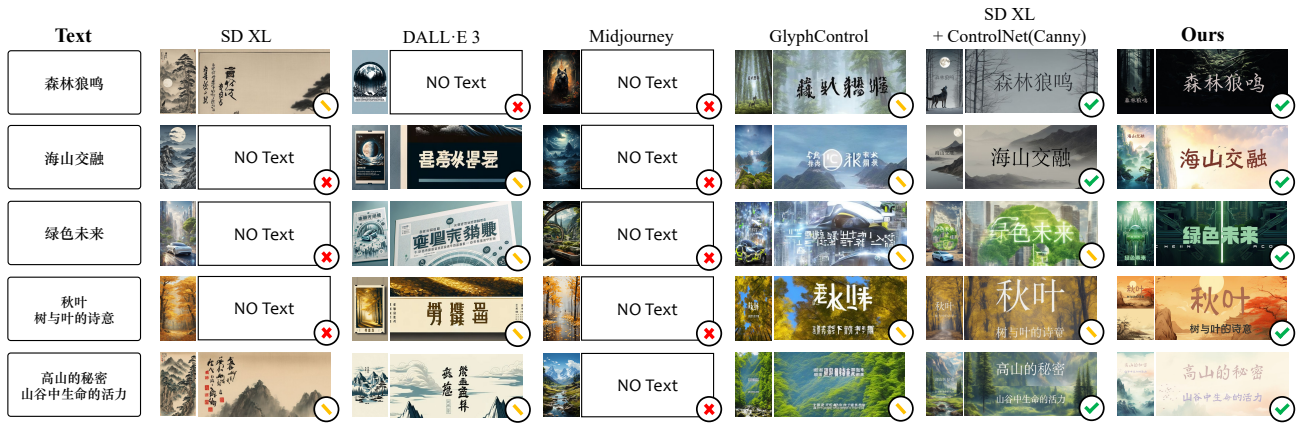 Text
SD XL
DALL·E 3
Midjourney
GlyphControl
SD XL
+ ControlNet(Canny)
Ours
森林狼鸣
NO Text
NO Text
森林狼鸣
森林狼鸣
海山交融
NO Text
NO Text
海山交融
海山交融
绿色未来
NO Text
NO Text
绿色未来
绿色未来
秋叶
树与叶的诗意
NO Text
NO Text
秋叶
树与叶的诗意
秋叶
树与叶的诗意
高山的秘密
山谷中生命的活力
NO Text
高山的秘密
山谷中生命的活力
高山的秘密
山谷中生命的活力